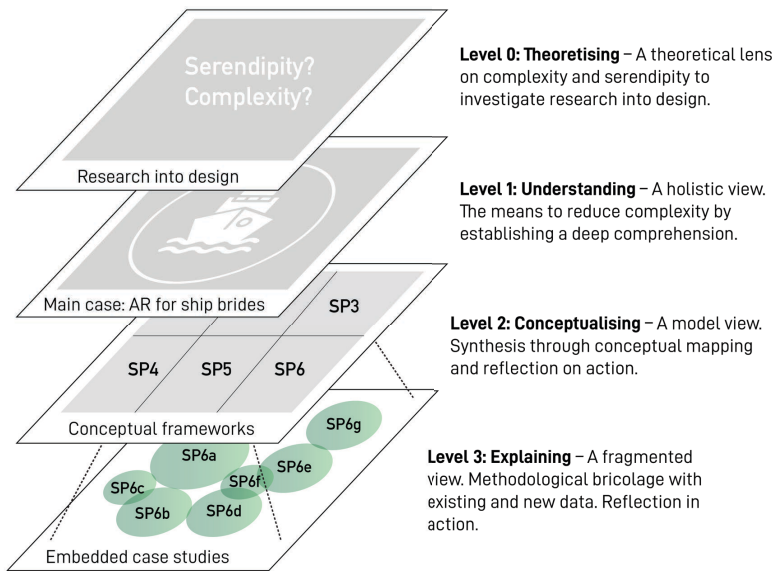 Serendipity?
Complexity?
Research into design
Level 0: Theoretising – A theoretical lens
on complexity and serendipity to
investigate research into design.
Main case: AR for ship brides
Level 1: Understanding – A holistic view.
The means to reduce complexity by
establishing a deep comprehension.
SP3
SP4
SP5
SP6
Conceptual frameworks
Level 2: Conceptualising – A model view.
Synthesis through conceptual mapping
and reflection on action.
SP6g
SP6a
SP6e
SP6f
SP6c
SP6b
SP6d
Embedded case studies
Level 3: Explaining – A fragmented
view. Methodological bricolage with
existing and new data. Reflection in
action.